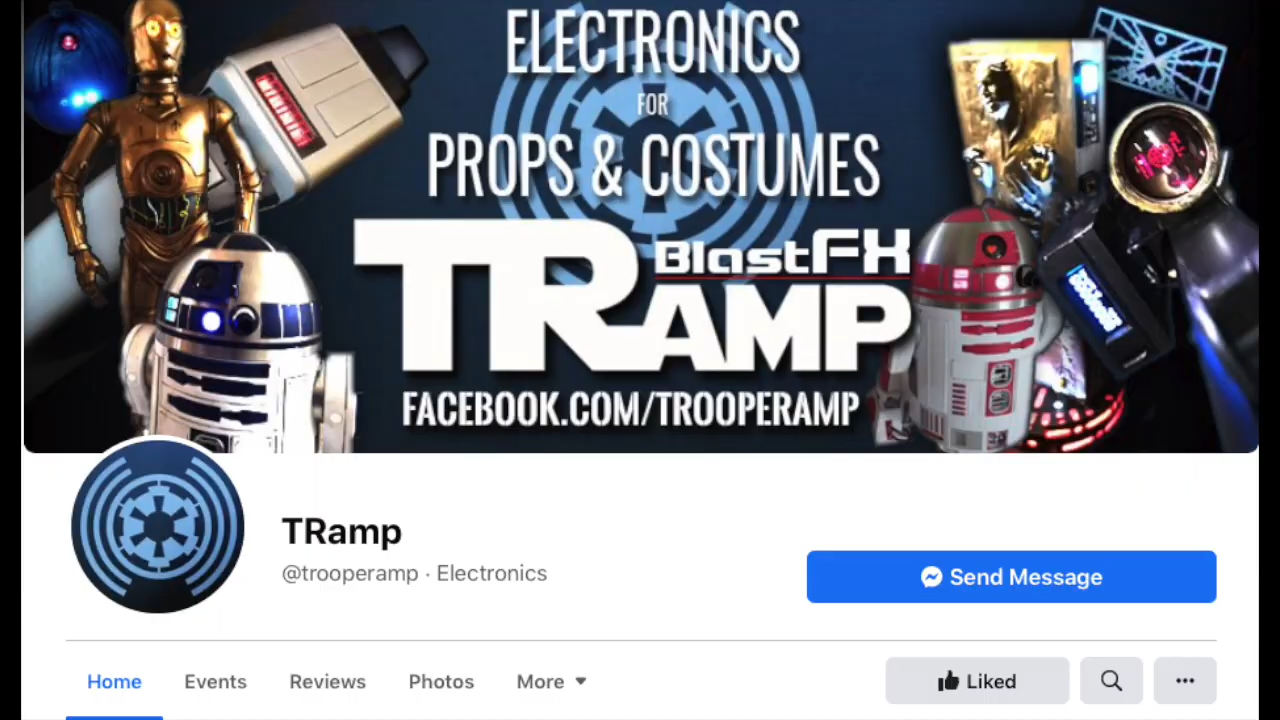 ELECTRONICS
FOR
PROPS & COSTUMES
BlastFX
TRAMP
FACEBOOK.COM/TROOPERAMP
TRamp
@trooperamp · Electronics
Send Message
Home Events Reviews Photos More
Liked